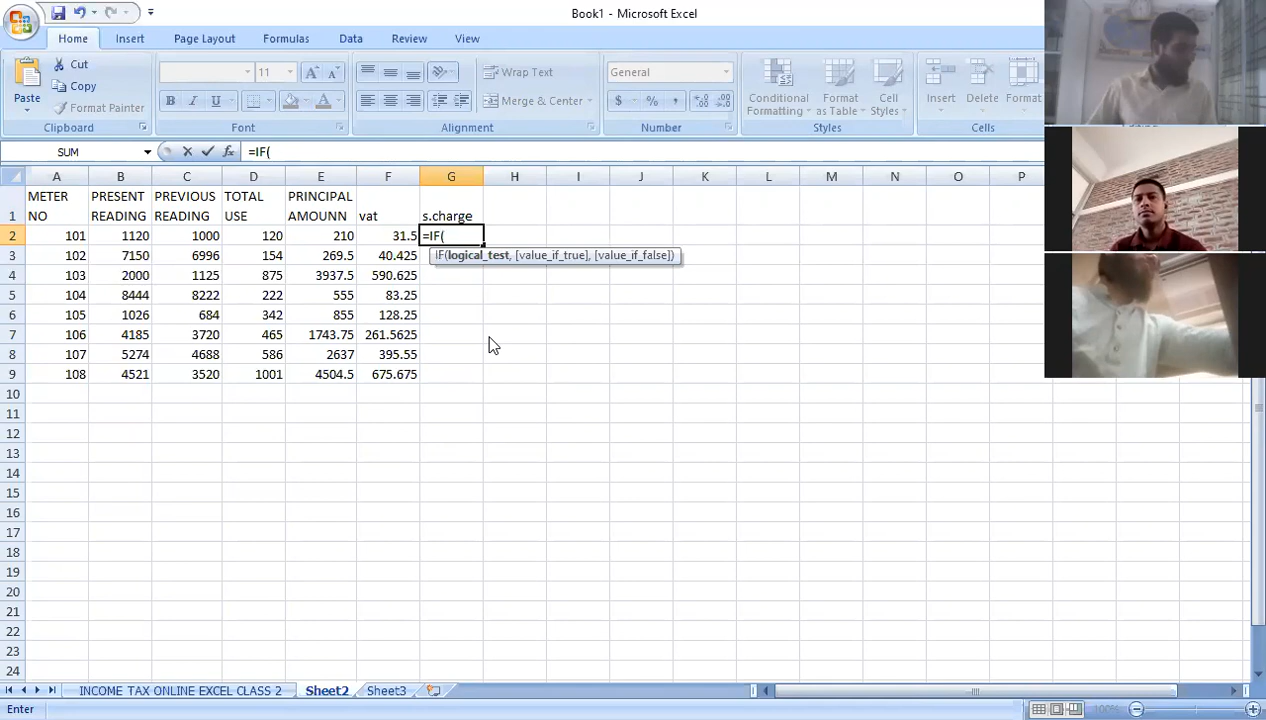 Book1 - Microsoft Excel
Home Insert Page Layout Formulas Data Review View
Paste
Cut
Copy
Format Painter
Clipboard
11 A A
B I U
Font
Wrap Text
Merge & Center
Alignment
General
$ % ,
Number
Conditional Formatting
Format as Table
Cell Styles
Styles
Insert Delete Format
Cells
SUM fx =IF(
A B C D E F G H I J K L M N O P
1 METER NO PRESENT READING PREVIOUS READING TOTAL USE PRINCIPAL AMOUNN vat s.charge
2 101 1120 1000 120 210 31.5 =IF(
IF(logical_test, [value_if_true], [value_if_false])
3 102 7150 6996 154 269.5 40.425
4 103 2000 1125 875 3937.5 590.625
5 104 8444 8222 222 555 83.25
6 105 1026 684 342 855 128.25
7 106 4185 3720 465 1743.75 261.5625
8 107 5274 4688 586 2637 395.55
9 108 4521 3520 1001 4504.5 675.675
10
11
12
13
14
15
16
17
18
19
20
21
22
23
24
INCOME TAX ONLINE EXCEL CLASS 2 Sheet2 Sheet3
Enter 100%